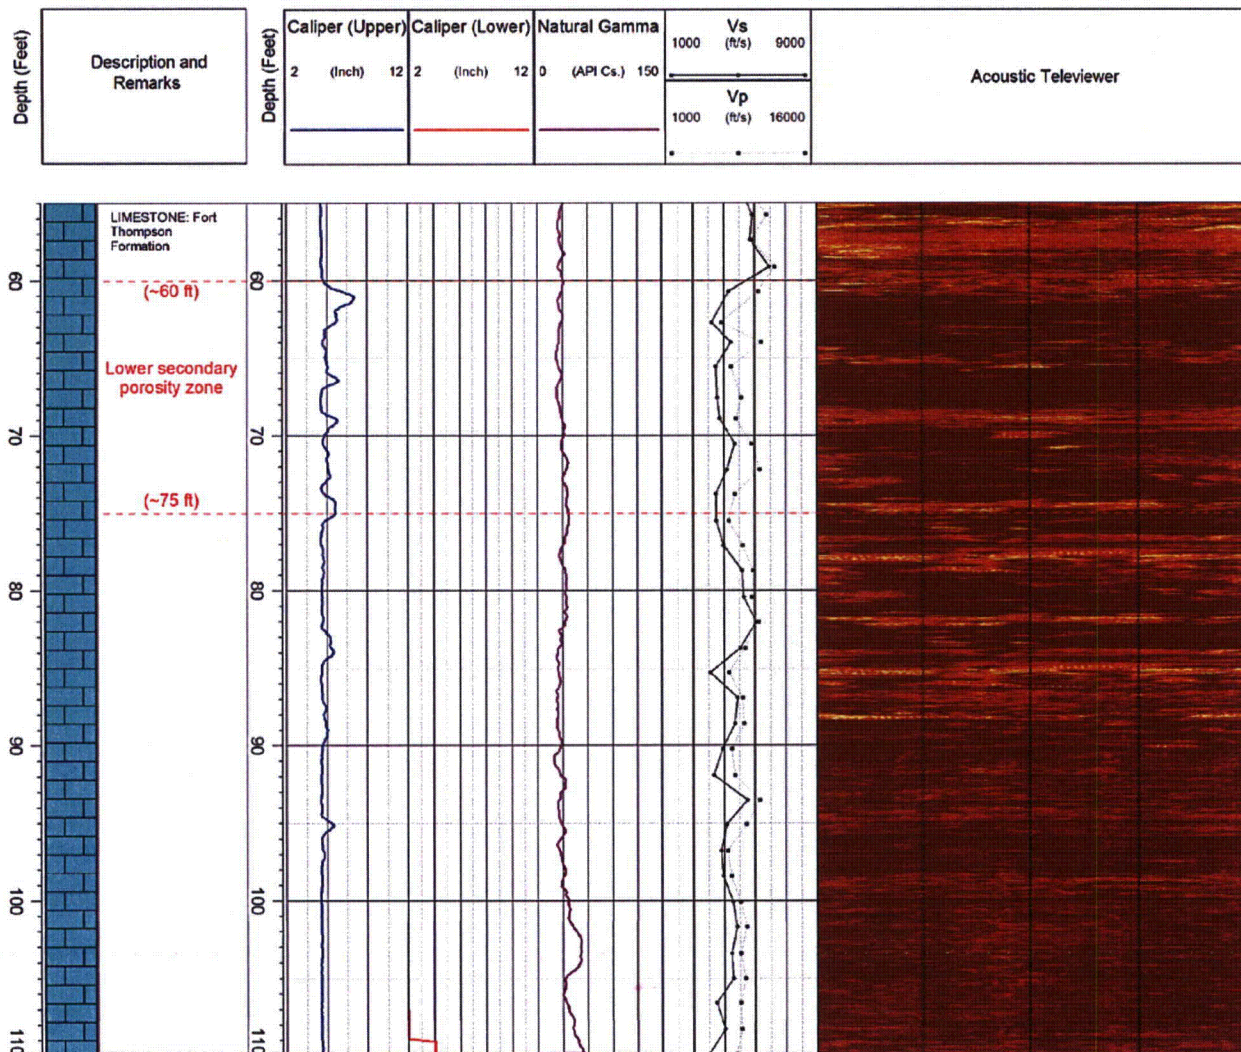 Depth (Feet)
Description and
Remarks
Depth (Feet)
Caliper (Upper)
2 (Inch) 12
Caliper (Lower)
2 (Inch) 12
Natural Gamma
0 (API Cs.) 150
Vs
1000 (ft/s) 9000
Vp
1000 (ft/s) 16000
Acoustic Televiewer
LIMESTONE: Fort
Thompson
Formation
60
(~60 ft)
60
Lower secondary
porosity zone
70
70
(~75 ft)
80
80
90
90
100
100
110
110